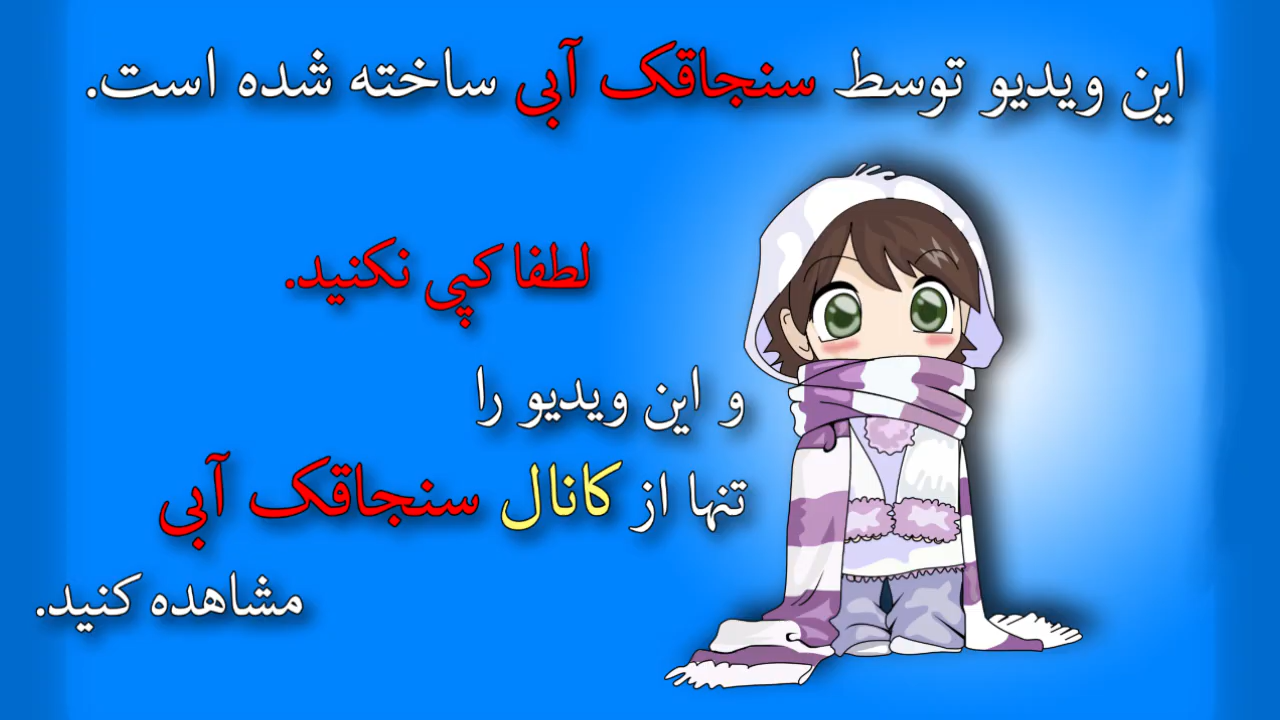 این ویدیو توسط سنجاقک آبی ساخته شده است.
لطفا کپی نکنید.
و این ویدیو را
تنها از کانال سنجاقک آبی
مشاهده کنید.